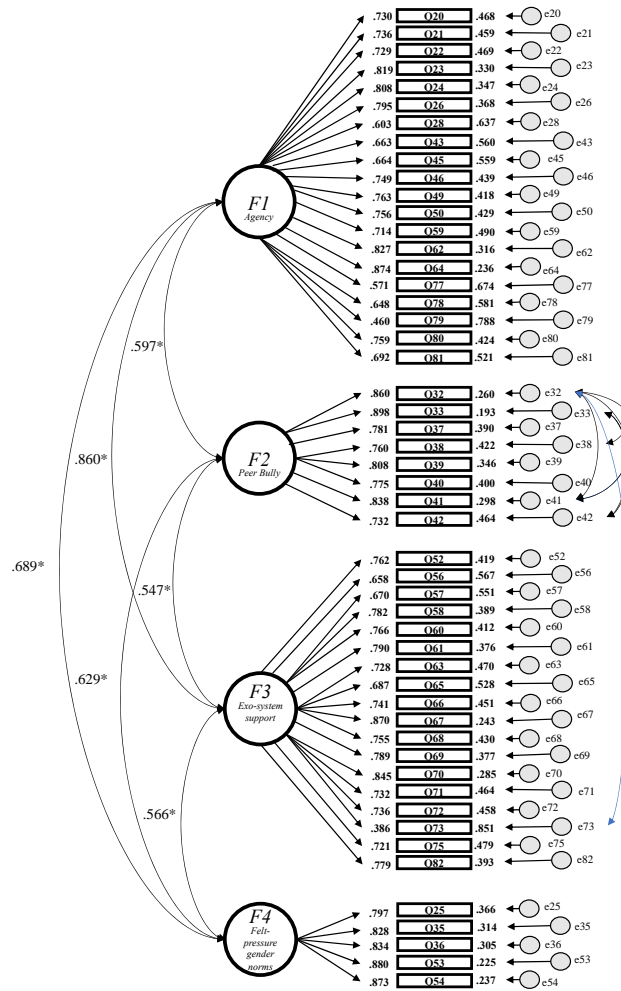 .730 Q20 .468 e20
.736 Q21 .459 e21
.729 Q22 .469 e22
.819 Q23 .330 e23
.808 Q24 .347 e24
.795 Q26 .368 e26
.603 Q28 .637 e28
.663 Q43 .560 e43
.664 Q45 .559 e45
.749 Q46 .439 e46
.763 Q49 .418 e49
.756 Q50 .429 e50
.714 Q59 .490 e59
.827 Q62 .316 e62
.874 Q64 .236 e64
.571 Q77 .674 e77
.648 Q78 .581 e78
.460 Q79 .788 e79
.759 Q80 .424 e80
.692 Q81 .521 e81
F1
Agency
.597*
.860 Q32 .260 e32
.898 Q33 .193 e33
.781 Q37 .390 e37
.760 Q38 .422 e38
.808 Q39 .346 e39
.775 Q40 .400 e40
.838 Q41 .298 e41
.732 Q42 .464 e42
F2
Peer Bully
.860*
.689*
.547*
.629*
.762 Q52 .419 e52
.658 Q56 .567 e56
.670 Q57 .551 e57
.782 Q58 .389 e58
.766 Q60 .412 e60
.790 Q61 .376 e61
.728 Q63 .470 e63
.687 Q65 .528 e65
.741 Q66 .451 e66
.870 Q67 .243 e67
.755 Q68 .430 e68
.789 Q69 .377 e69
.845 Q70 .285 e70
.732 Q71 .464 e71
.736 Q72 .458 e72
.386 Q73 .851 e73
.721 Q75 .479 e75
.779 Q82 .393 e82
F3
Exo-system
support
.566*
.797 Q25 .366 e25
.828 Q35 .314 e35
.834 Q36 .305 e36
.880 Q53 .225 e53
.873 Q54 .237 e54
F4
Felt-
pressure
gender
norms